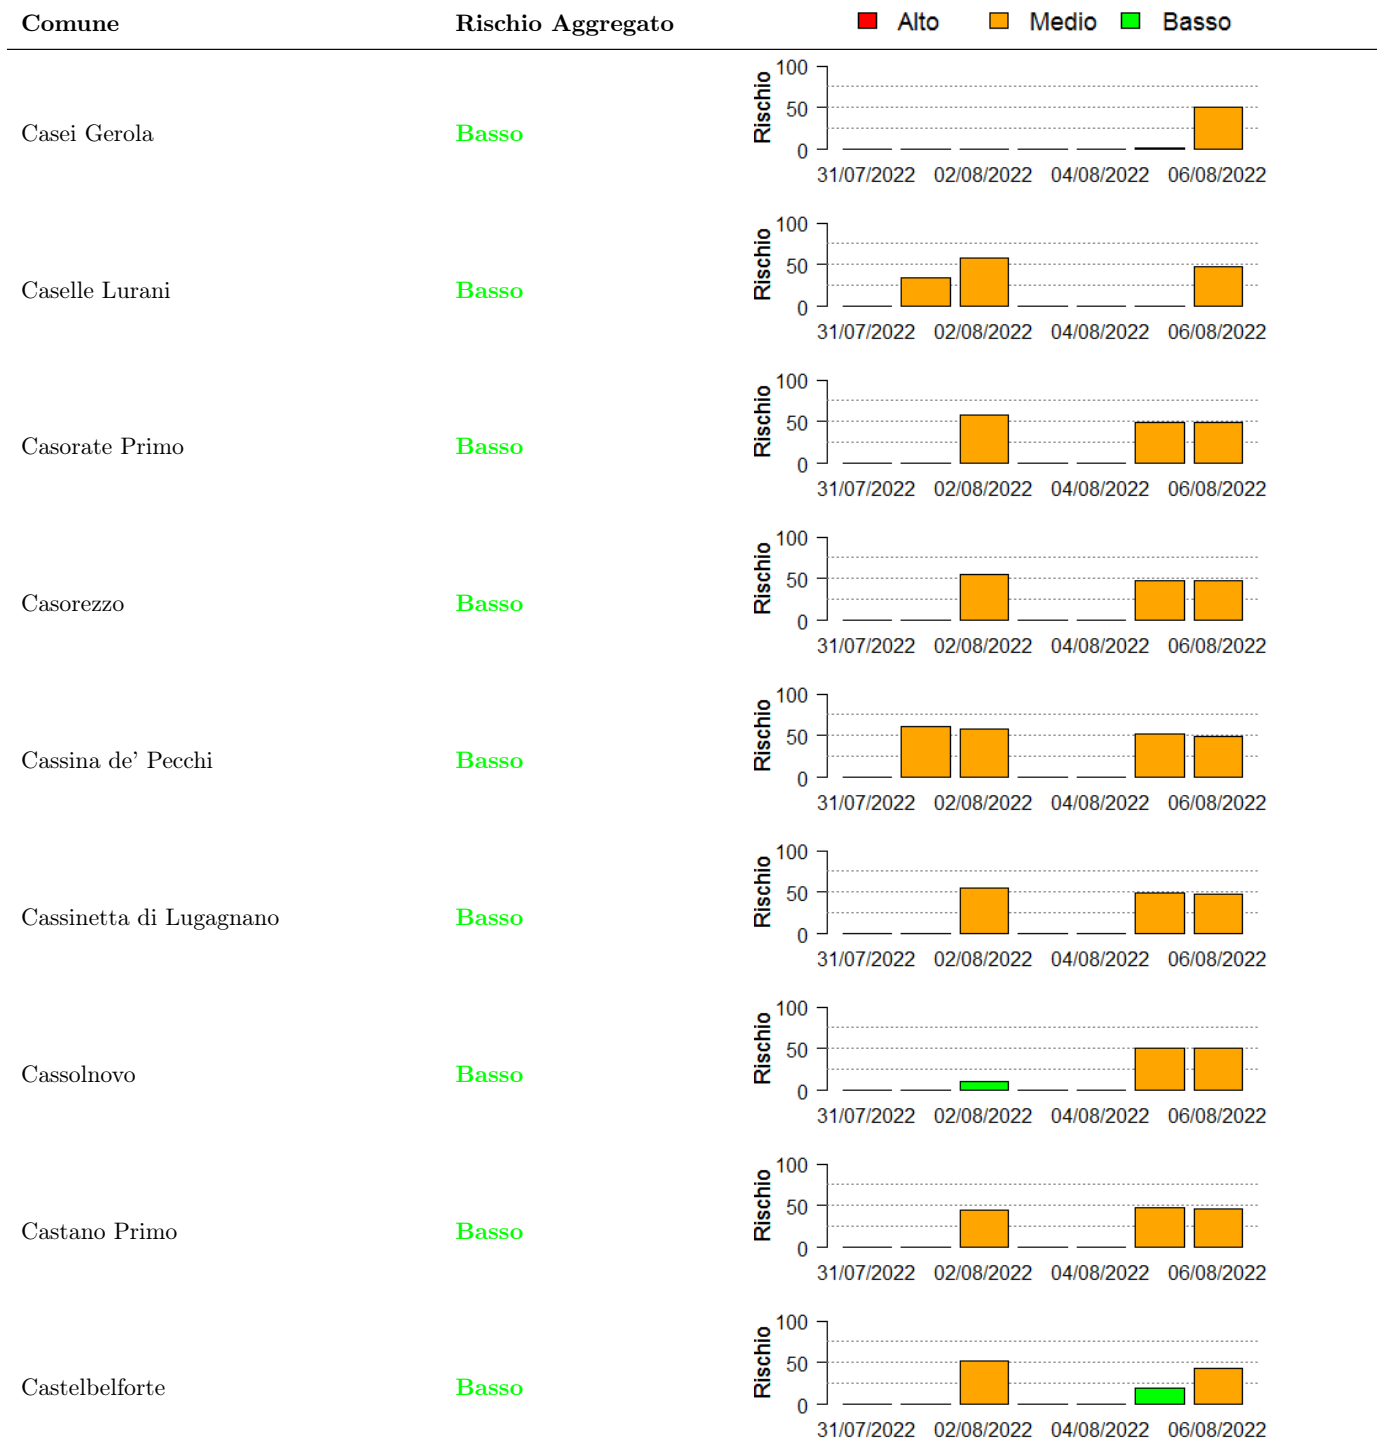 Comune Rischio Aggregato Alto Medio Basso
100
50
0
Rischio
Casei Gerola Basso
31/07/2022 02/08/2022 04/08/2022 06/08/2022
100
50
0
Rischio
Caselle Lurani Basso
31/07/2022 02/08/2022 04/08/2022 06/08/2022
100
50
0
Rischio
Casorate Primo Basso
31/07/2022 02/08/2022 04/08/2022 06/08/2022
100
50
0
Rischio
Casorezzo Basso
31/07/2022 02/08/2022 04/08/2022 06/08/2022
100
50
0
Rischio
Cassina de' Pecchi Basso
31/07/2022 02/08/2022 04/08/2022 06/08/2022
100
50
0
Rischio
Cassinetta di Lugagnano Basso
31/07/2022 02/08/2022 04/08/2022 06/08/2022
100
50
0
Rischio
Cassolnovo Basso
31/07/2022 02/08/2022 04/08/2022 06/08/2022
100
50
0
Rischio
Castano Primo Basso
31/07/2022 02/08/2022 04/08/2022 06/08/2022
100
50
0
Rischio
Castelbelforte Basso
31/07/2022 02/08/2022 04/08/2022 06/08/2022